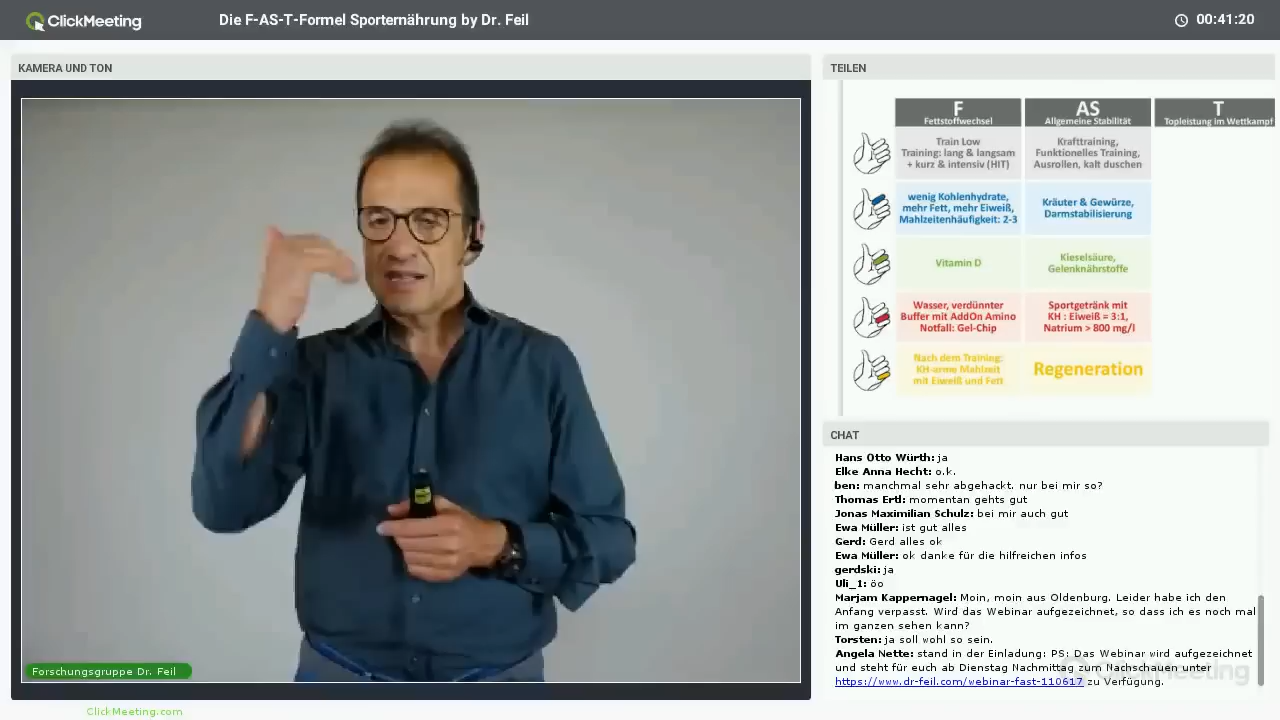 ClickMeeting
Die F-AS-T-Formel Sporternährung by Dr. Feil
00:41:20
KAMERA UND TON
Forschungsgruppe Dr. Feil
ClickMeeting.com
TEILEN
F
Fettstoffwechsel
AS
Allgemeine Stabilität
T
Topleistung im Wettkampf
Train Low
Training: lang & langsam
+ kurz & intensiv (HIT)
Krafttraining,
Funktionelles Training,
Ausrollen, kalt duschen
wenig Kohlenhydrate,
mehr Fett, mehr Eiweiß,
Mahlzeitenhäufigkeit: 2-3
Kräuter & Gewürze,
Darmstabilisierung
Vitamin D
Kieselsäure,
Gelenknährstoffe
Wasser, verdünnter
Buffer mit AddOn Amino
Notfall: Gel-Chip
Sportgetränk mit
KH : Eiweiß = 3:1,
Natrium > 800 mg/l
Nach dem Training:
KH-arme Mahlzeit
mit Eiweiß und Fett
Regeneration
CHAT
Hans Otto Würth: ja
Elke Anna Hecht: o.k.
ben: manchmal sehr abgehackt. nur bei mir so?
Thomas Ertl: momentan gehts gut
Jonas Maximilian Schulz: bei mir auch gut
Ewa Müller: ist gut alles
Gerd: Gerd alles ok
Ewa Müller: ok danke für die hilfreichen infos
gerdski: ja
Uli_1: öo
Marjam Kappernagel: Moin, moin aus Oldenburg. Leider habe ich den
Anfang verpasst. Wird das Webinar aufgezeichnet, so dass ich es noch mal
im ganzen sehen kann?
Torsten: ja soll wohl so sein.
Angela Nette: stand in der Einladung: PS: Das Webinar wird aufgezeichnet
und steht für euch ab Dienstag Nachmittag zum Nachschauen unter
https://www.dr-feil.com/webinar-fast-110617 zu Verfügung.
ClickMeeting